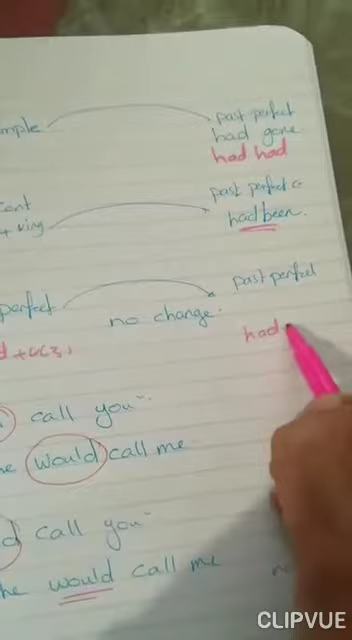 mple past perfect
had gone
had had
past perfect c
+ ving had been.
perfect past perfect
no change.
had
call you"
he would call me
call you"
he would call me
CLIPVUE